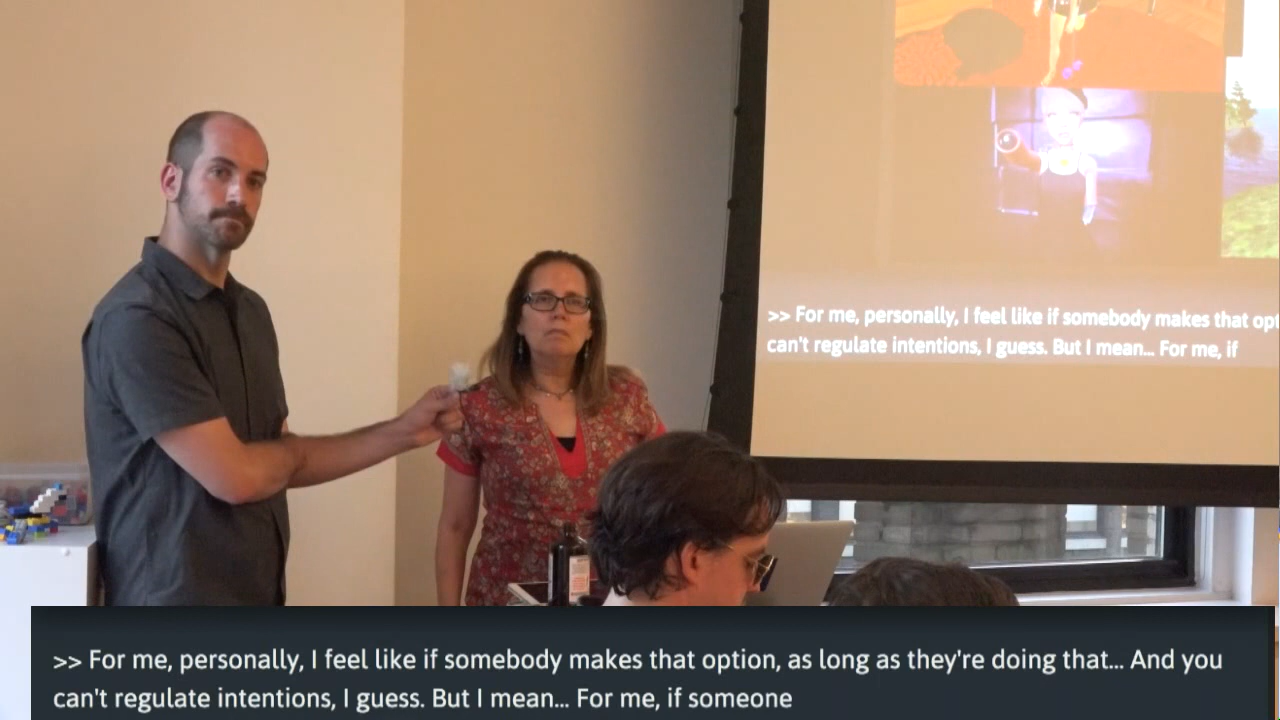 >> For me, personally, I feel like if somebody makes that opt
can't regulate intentions, I guess. But I mean... For me, if
>> For me, personally, I feel like if somebody makes that option, as long as they're doing that... And you
can't regulate intentions, I guess. But I mean... For me, if someone